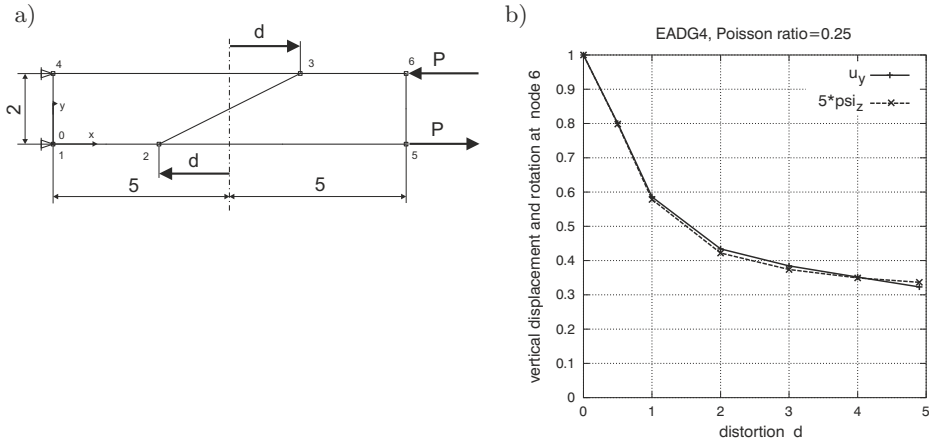 a)
d
4
3
6
P
2
y
0
x
P
1
2
5
d
5
5
b)
EADG4, Poisson ratio=0.25
u_y
5*psi_z
vertical displacement and rotation at node 6
1
0.9
0.8
0.7
0.6
0.5
0.4
0.3
0.2
0.1
0
0 1 2 3 4 5
distortion d